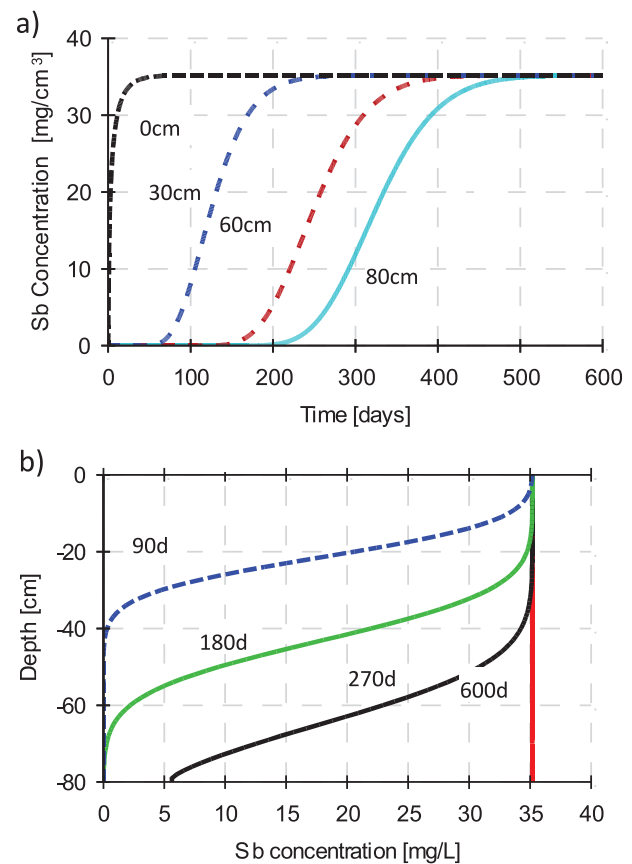 a)
Sb Concentration [mg/cm³]
40
30
20
10
0
0cm
30cm
60cm
80cm
0 100 200 300 400 500 600
Time [days]
b)
Depth [cm]
0
-20
-40
-60
-80
90d
180d
270d
600d
0 5 10 15 20 25 30 35 40
Sb concentration [mg/L]